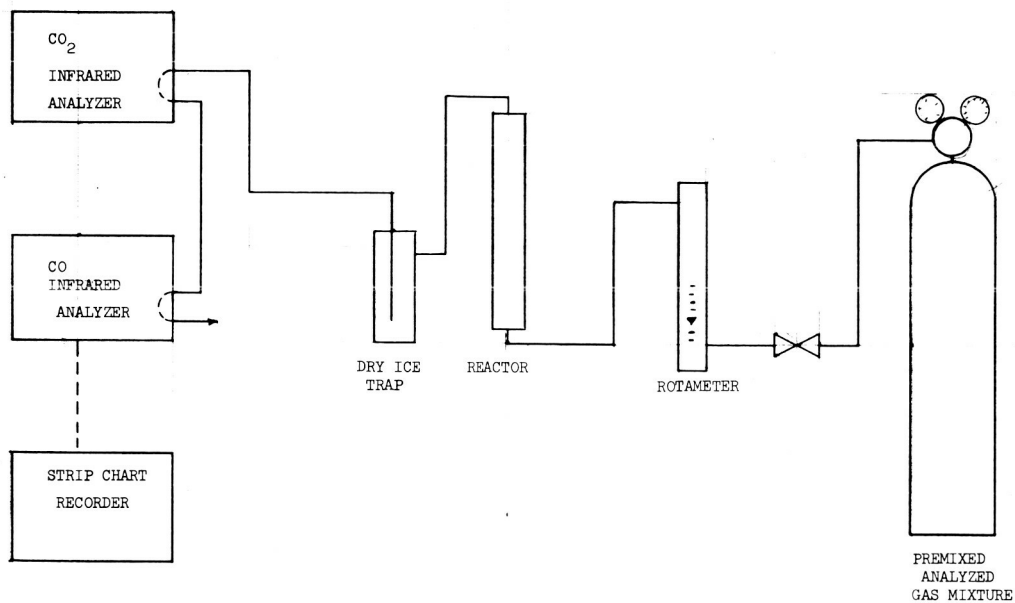 CO2
INFRARED
ANALYZER
CO
INFRARED
ANALYZER
STRIP CHART
RECORDER
DRY ICE
TRAP
REACTOR
ROTAMETER
PREMIXED
ANALYZED
GAS MIXTURE